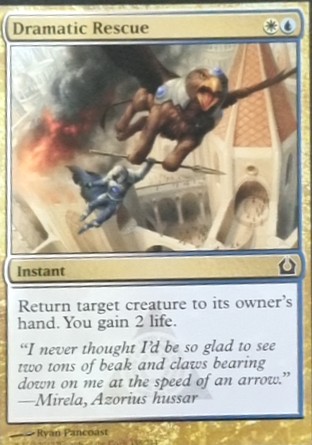 Dramatic Rescue
Instant
Return target creature to its owner's
hand. You gain 2 life.
"I never thought I'd be so glad to see
two tons of beak and claws bearing
down on me at the speed of an arrow."
—Mirela, Azorius hussar
Ryan Pancoast